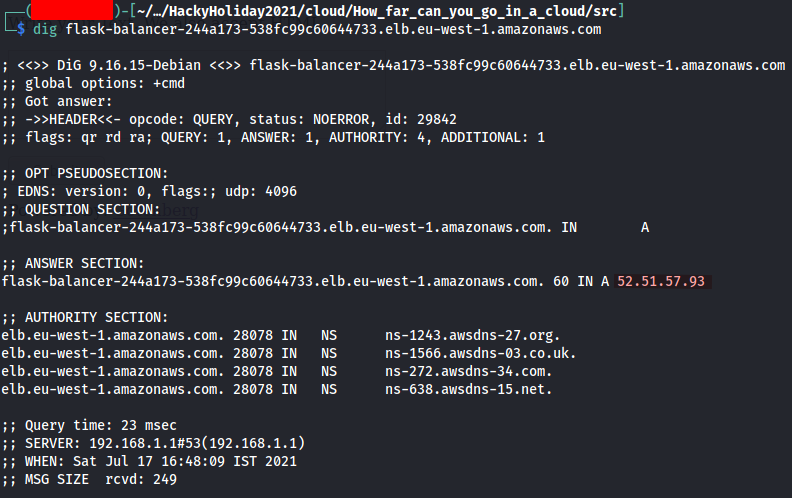 ┌──( )-[~/…/HackyHoliday2021/cloud/How_far_can_you_go_in_a_cloud/src]
└─$ dig flask-balancer-244a173-538fc99c60644733.elb.eu-west-1.amazonaws.com
; <<>> DiG 9.16.15-Debian <<>> flask-balancer-244a173-538fc99c60644733.elb.eu-west-1.amazonaws.com
;; global options: +cmd
;; Got answer:
;; ->>HEADER<<- opcode: QUERY, status: NOERROR, id: 29842
;; flags: qr rd ra; QUERY: 1, ANSWER: 1, AUTHORITY: 4, ADDITIONAL: 1
;; OPT PSEUDOSECTION:
; EDNS: version: 0, flags:; udp: 4096
;; QUESTION SECTION:
;flask-balancer-244a173-538fc99c60644733.elb.eu-west-1.amazonaws.com. IN A
;; ANSWER SECTION:
flask-balancer-244a173-538fc99c60644733.elb.eu-west-1.amazonaws.com. 60 IN A 52.51.57.93
;; AUTHORITY SECTION:
elb.eu-west-1.amazonaws.com. 28078 IN NS ns-1243.awsdns-27.org.
elb.eu-west-1.amazonaws.com. 28078 IN NS ns-1566.awsdns-03.co.uk.
elb.eu-west-1.amazonaws.com. 28078 IN NS ns-272.awsdns-34.com.
elb.eu-west-1.amazonaws.com. 28078 IN NS ns-638.awsdns-15.net.
;; Query time: 23 msec
;; SERVER: 192.168.1.1#53(192.168.1.1)
;; WHEN: Sat Jul 17 16:48:09 IST 2021
;; MSG SIZE rcvd: 249